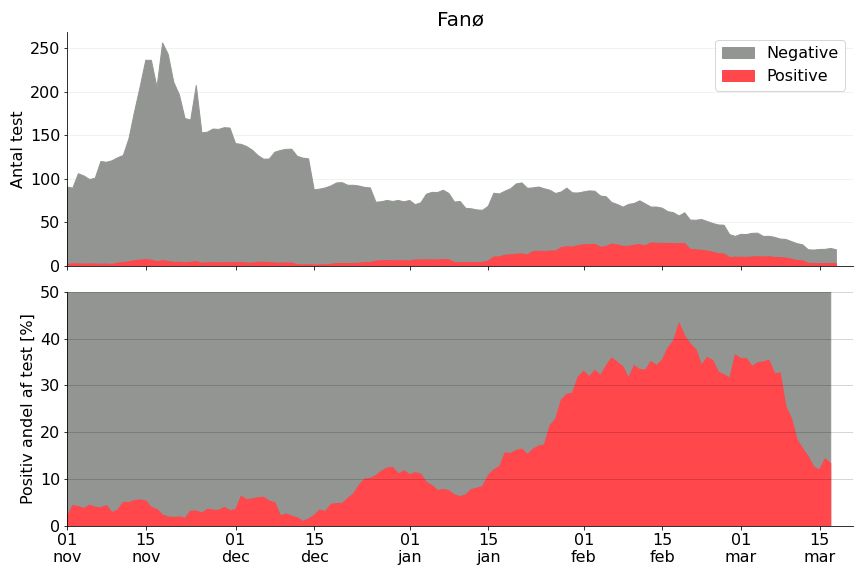 Fanø
Antal test
250
200
150
100
50
0
Negative
Positive
Positiv andel af test [%]
50
40
30
20
10
0
01 15 01 15 01 15 01 15 01 15
nov nov dec dec jan jan feb feb mar mar